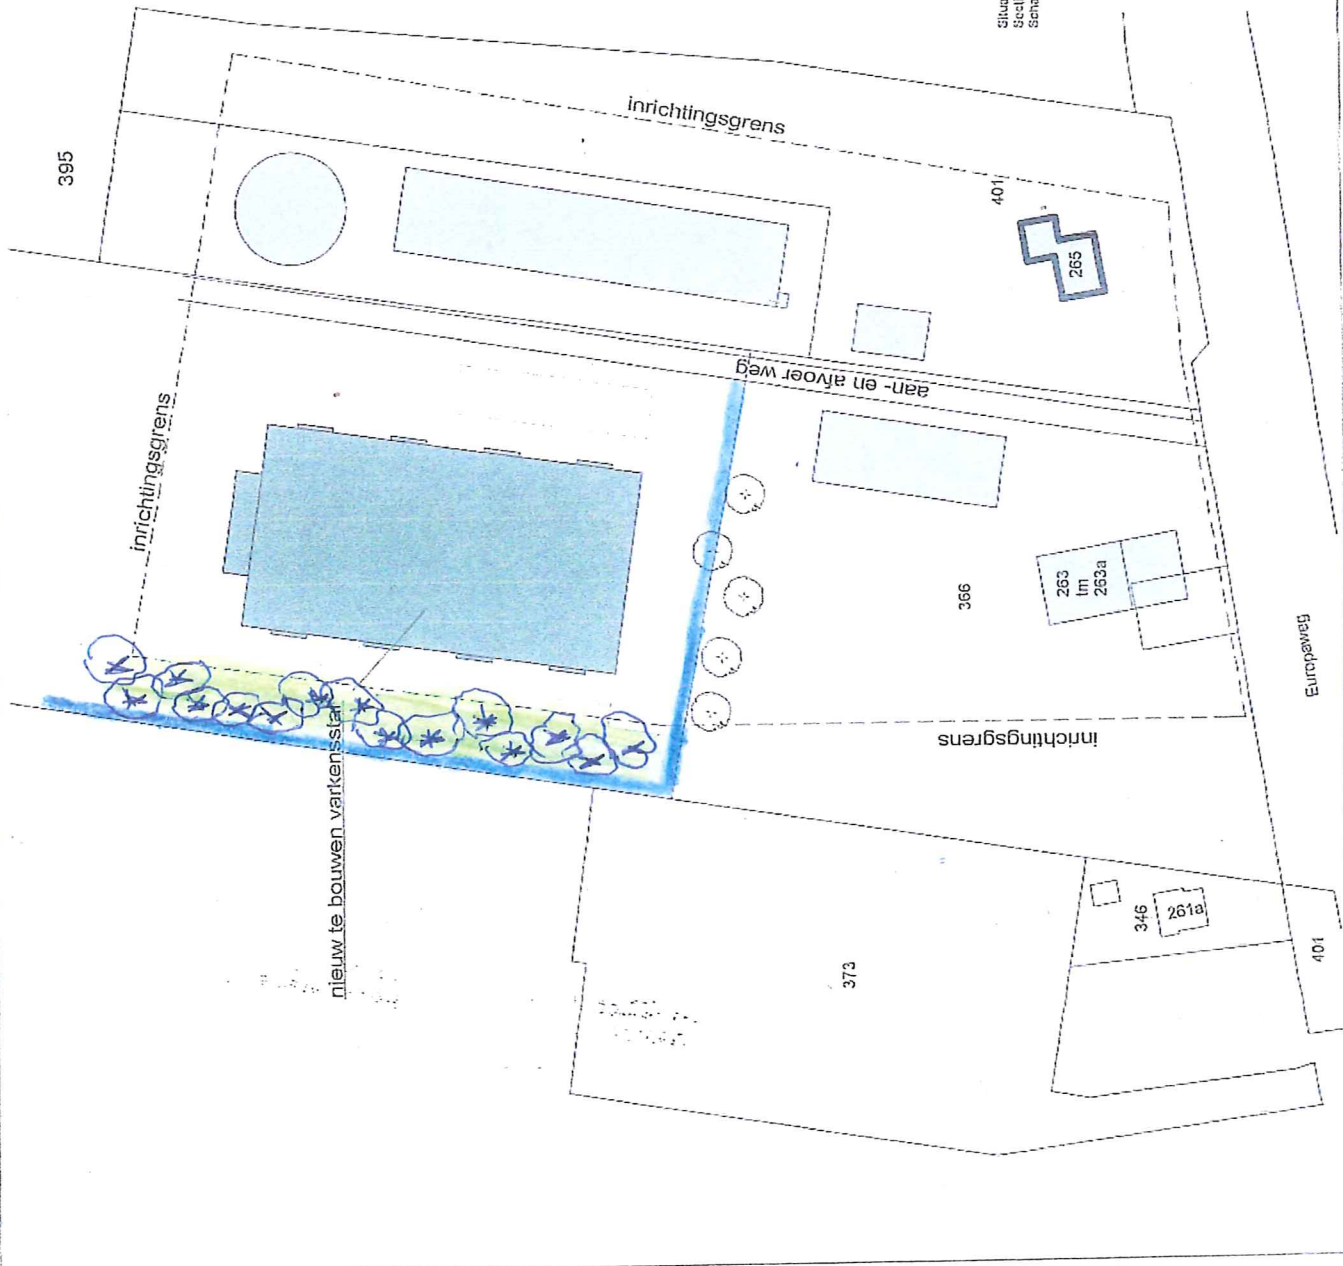 395
inrichtingsgrens
401
265
inrichtingsgrens
aan- en afvoer weg
263
tm
263a
366
Europaweg
nieuw te bouwen varkensstal
inrichtingsgrens
373
346
261a
401